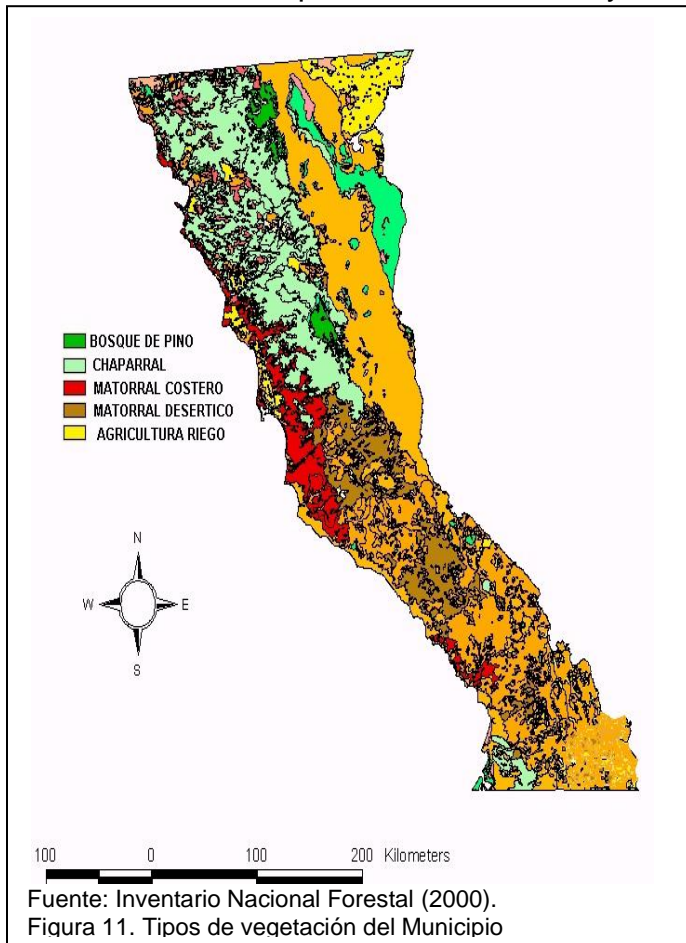 BOSQUE DE PINO
CHAPARRAL
MATORRAL COSTERO
MATORRAL DESERTICO
AGRICULTURA RIEGO
N
W E
S
100 0 100 200 Kilometers
Fuente: Inventario Nacional Forestal (2000).
Figura 11. Tipos de vegetación del Municipio